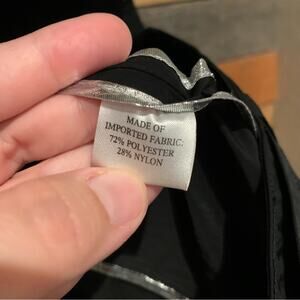 MADE OF
IMPORTED FABRIC.
72% POLYESTER
28% NYLON